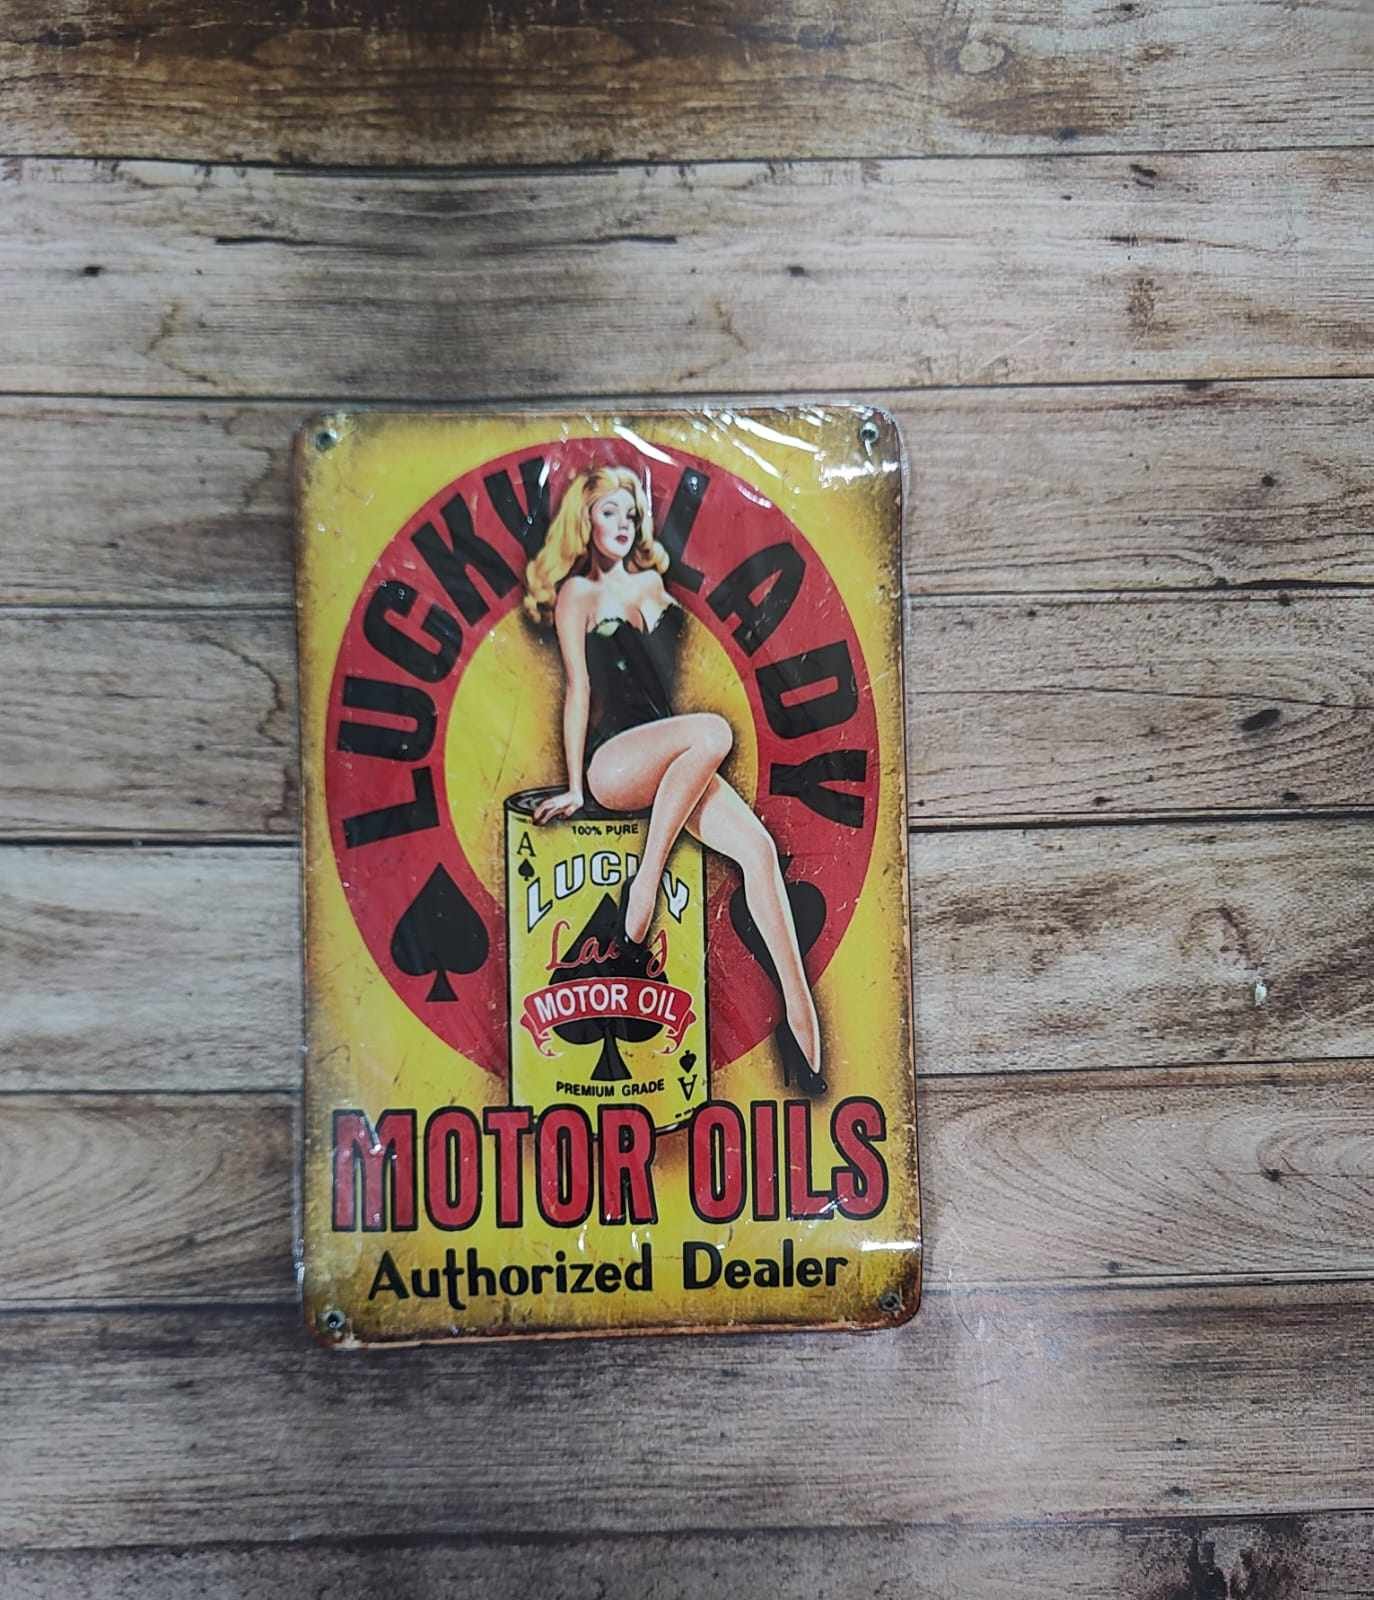 LUCKY LADY
100% PURE
A
LUCKY
Lady
MOTOR OIL
PREMIUM GRADE
A
MOTOR OILS
Authorized Dealer